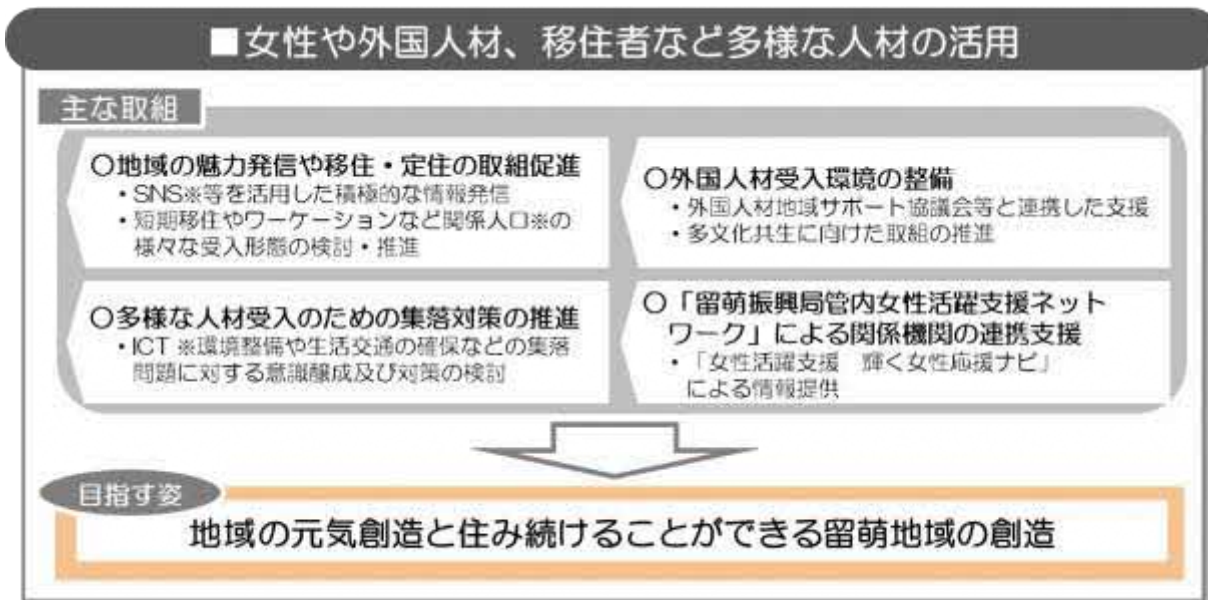 ■女性や外国人材、移住者など多様な人材の活用
主な取組
〇地域の魅力発信や移住・定住の取組促進
・SNS※等を活用した積極的な情報発信
・短期移住やワーケーションなど関係人口※の
様々な受入形態の検討・推進
〇外国人材受入環境の整備
・外国人材地域サポート協議会等と連携した支援
・多文化共生に向けた取組の推進
〇多様な人材受入のための集落対策の推進
・ICT ※環境整備や生活交通の確保などの集落
問題に対する意識醸成及び対策の検討
〇「留萌振興局管内女性活躍支援ネット
ワーク」による関係機関の連携支援
・「女性活躍支援　輝く女性応援ナビ」
による情報提供
目指す姿
地域の元気創造と住み続けることができる留萌地域の創造